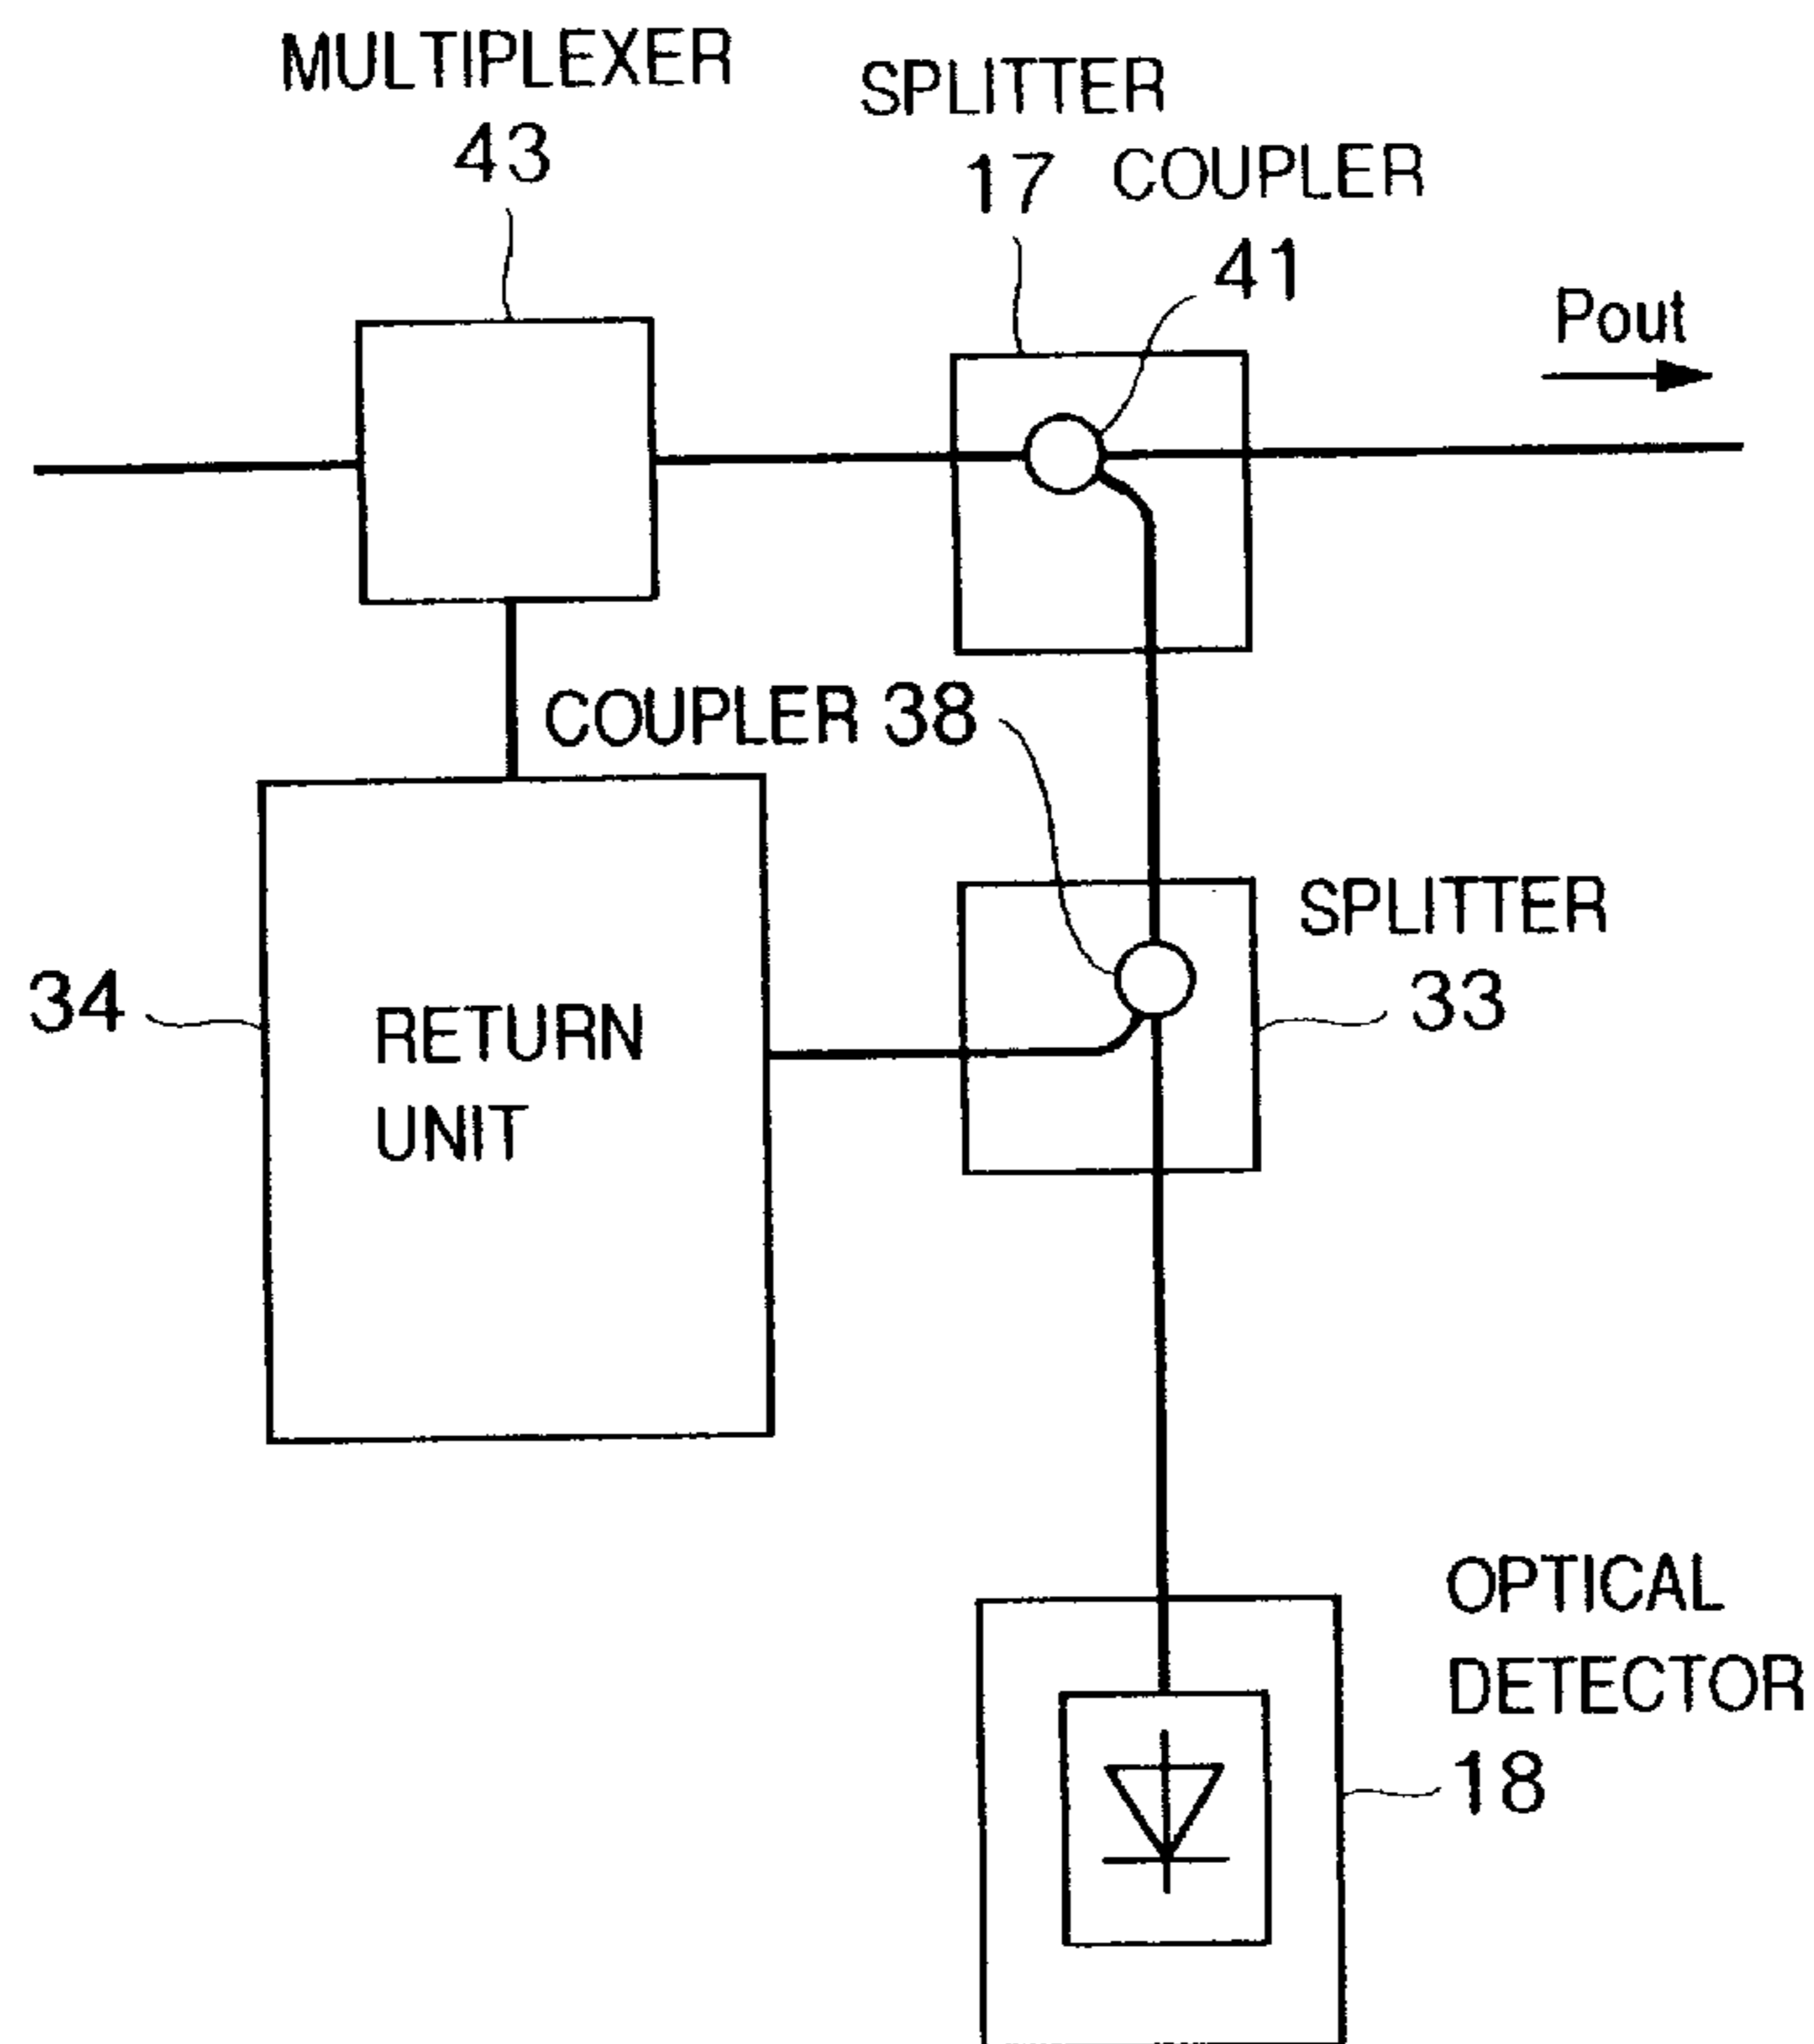 MULTIPLEXER
43
SPLITTER
17
COUPLER
41
Pout
COUPLER 38
SPLITTER
33
34
RETURN
UNIT
OPTICAL
DETECTOR
18